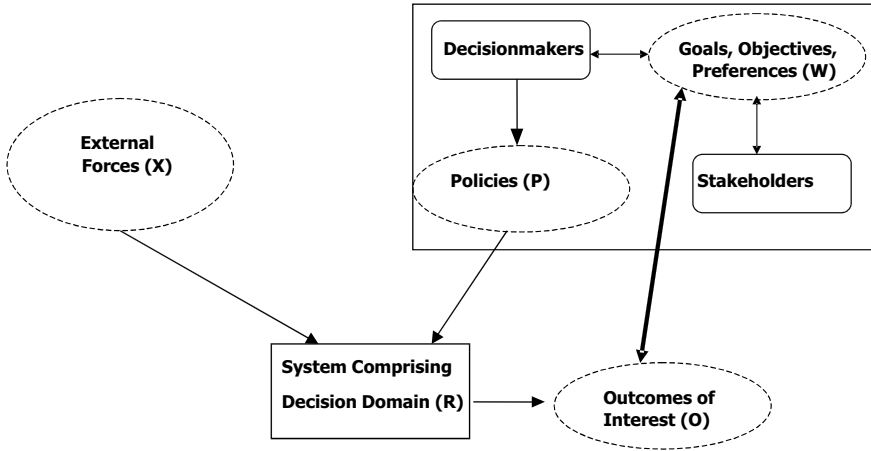 Decisionmakers
Goals, Objectives,
Preferences (W)
External
Forces (X)
Policies (P)
Stakeholders
System Comprising
Decision Domain (R)
Outcomes of
Interest (O)